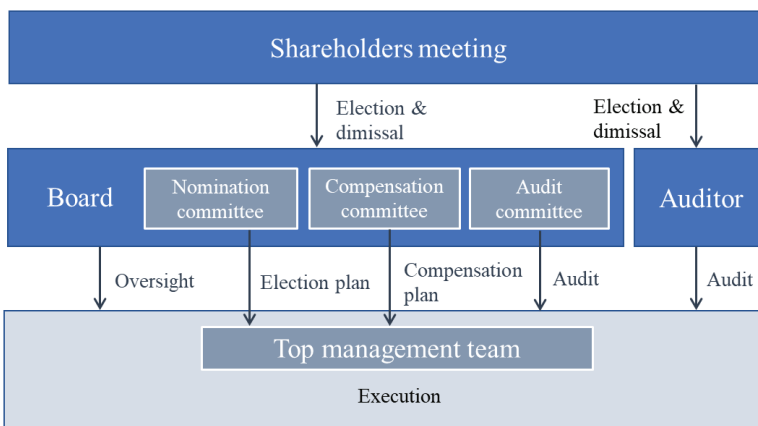 Shareholders meeting
Election &
dimissal
Election &
dimissal
Board
Nomination
committee
Compensation
committee
Audit
committee
Auditor
Oversight
Election plan
Compensation
plan
Audit
Audit
Top management team
Execution